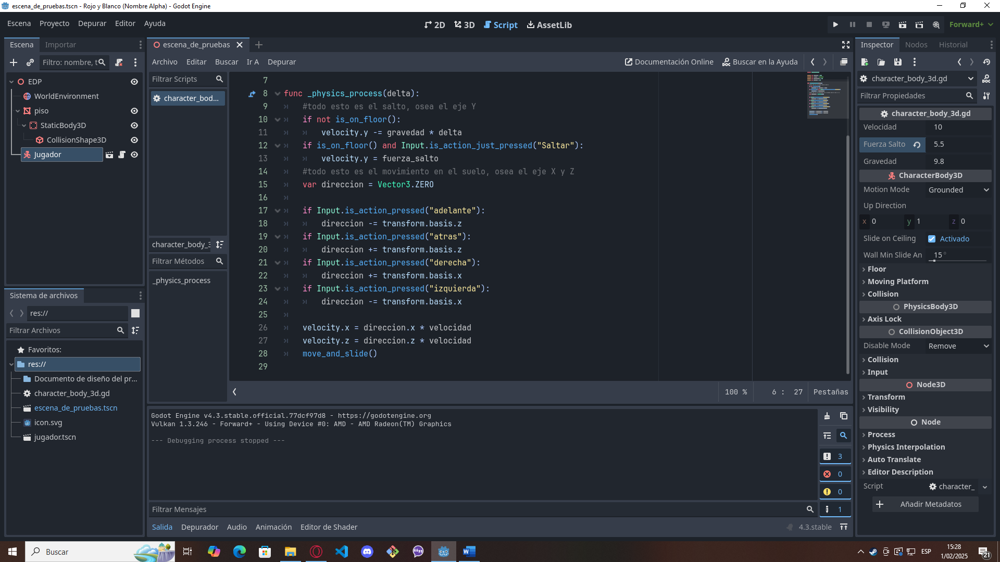 escena_de_pruebas.tscn - Rojo y Blanco (Nombre Alpha) - Godot Engine
Escena Proyecto Depurar Editor Ayuda
2D 3D Script AssetLib
Forward+
Escena Importar
Filtro: nombre, t
EDP
WorldEnvironment
piso
StaticBody3D
CollisionShape3D
Jugador
Sistema de archivos
res://
Filtrar Archivos
Favoritos:
res://
Documento de diseño del pr...
character_body_3d.gd
escena_de_pruebas.tscn
icon.svg
jugador.tscn
escena_de_pruebas
Archivo Editar Buscar Ir A Depurar
Documentación Online Buscar en la Ayuda
Filtrar Scripts
character_bod...
character_body_3
Filtrar Métodos
_physics_process
7
8 func _physics_process(delta):
9 #todo esto es el salto, osea el eje Y
10 if not is_on_floor():
11 velocity.y -= gravedad * delta
12 if is_on_floor() and Input.is_action_just_pressed("Saltar"):
13 velocity.y = fuerza_salto
14 #todo esto es el movimiento en el suelo, osea el eje X y Z
15 var direccion = Vector3.ZERO
16
17 if Input.is_action_pressed("adelante"):
18 direccion -= transform.basis.z
19 if Input.is_action_pressed("atras"):
20 direccion += transform.basis.z
21 if Input.is_action_pressed("derecha"):
22 direccion += transform.basis.x
23 if Input.is_action_pressed("izquierda"):
24 direccion -= transform.basis.x
25
26 velocity.x = direccion.x * velocidad
27 velocity.z = direccion.z * velocidad
28 move_and_slide()
29
100 % 6 : 27 Pestañas
Godot Engine v4.3.stable.official.77dcf97d8 - https://godotengine.org
Vulkan 1.3.246 - Forward+ - Using Device #0: AMD - AMD Radeon(TM) Graphics
--- Debugging process stopped ---
3
0
0
1
Filtrar Mensajes
Salida Depurador Audio Animación Editor de Shader
4.3.stable
Inspector Nodos Historial
character_body_3d.gd
Filtrar Propiedades
character_body_3d.gd
Velocidad 10
Fuerza Salto 5.5
Gravedad 9.8
CharacterBody3D
Motion Mode Grounded
Up Direction
x 0 y 1 z 0
Slide on Ceiling Activado
Wall Min Slide An 15 °
Floor
Moving Platform
Collision
PhysicsBody3D
Axis Lock
CollisionObject3D
Disable Mode Remove
Collision
Input
Node3D
Transform
Visibility
Node
Process
Physics Interpolation
Auto Translate
Editor Description
Script character_
Añadir Metadatos
Buscar
ESP
15:28
1/02/2025
21